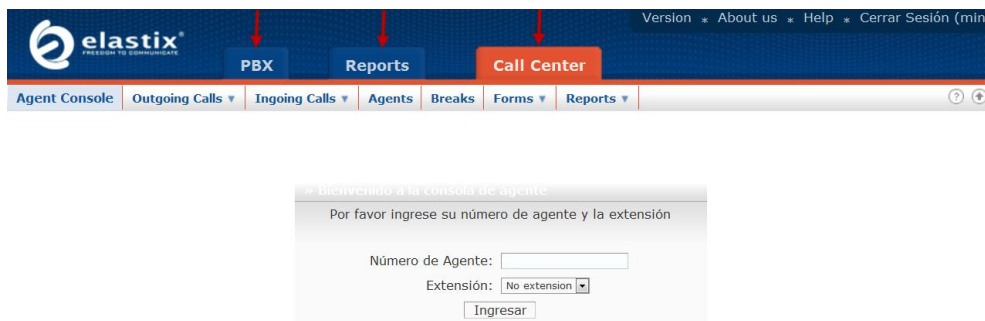 Version * About us * Help * Cerrar Sesión (min
elastix®
FREEDOM TO COMMUNICATE
PBX Reports Call Center
Agent Console Outgoing Calls Ingoing Calls Agents Breaks Forms Reports ?
» Bienvenido a la consola de agente
Por favor ingrese su número de agente y la extensión
Número de Agente:
Extensión: No extension
Ingresar